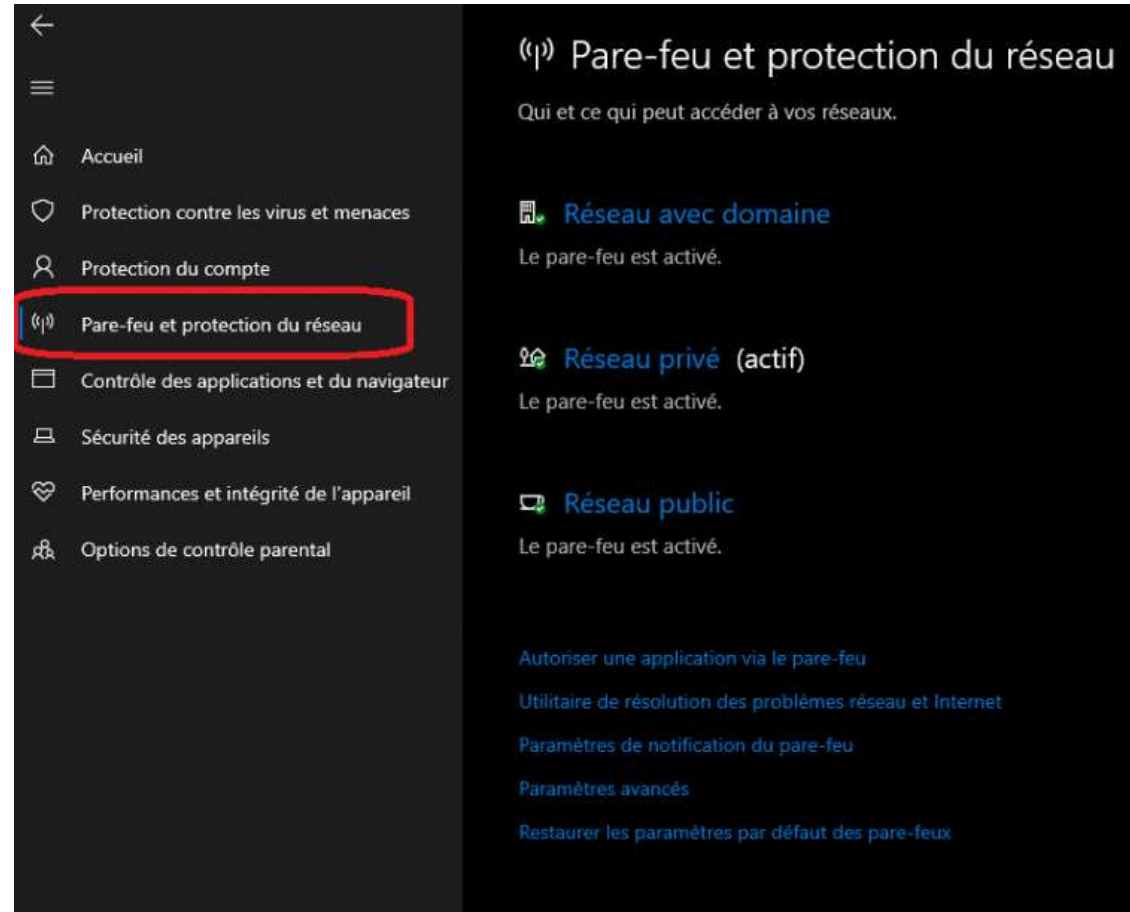 Accueil
Protection contre les virus et menaces
Protection du compte
Pare-feu et protection du réseau
Contrôle des applications et du navigateur
Sécurité des appareils
Performances et intégrité de l'appareil
Options de contrôle parental
Pare-feu et protection du réseau
Qui et ce qui peut accéder à vos réseaux.
Réseau avec domaine
Le pare-feu est activé.
Réseau privé (actif)
Le pare-feu est activé.
Réseau public
Le pare-feu est activé.
Autoriser une application via le pare-feu
Utilitaire de résolution des problèmes réseau et Internet
Paramètres de notification du pare-feu
Paramètres avancés
Restaurer les paramètres par défaut des pare-feux